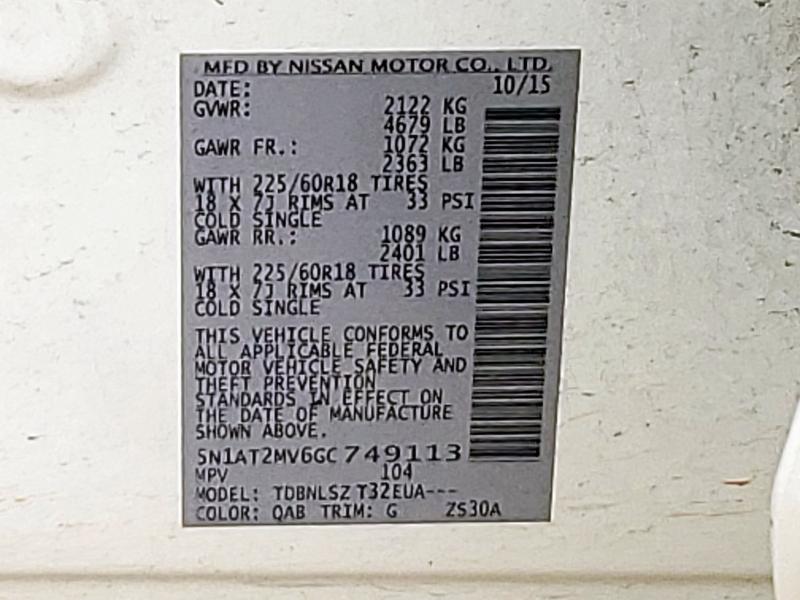 MFD BY NISSAN MOTOR CO., LTD.
DATE: 10/15
GVWR: 2122 KG
4679 LB
GAWR FR.: 1072 KG
2363 LB
WITH 225/60R18 TIRES
18 X 7J RIMS AT 33 PSI
COLD SINGLE
GAWR RR.: 1089 KG
2401 LB
WITH 225/60R18 TIRES
18 X 7J RIMS AT 33 PSI
COLD SINGLE
THIS VEHICLE CONFORMS TO
ALL APPLICABLE FEDERAL
MOTOR VEHICLE SAFETY AND
THEFT PREVENTION
STANDARDS IN EFFECT ON
THE DATE OF MANUFACTURE
SHOWN ABOVE.
5N1AT2MV6GC749113
MPV 104
MODEL: TDBNLSZ T32EUA---
COLOR: QAB TRIM: G ZS30A